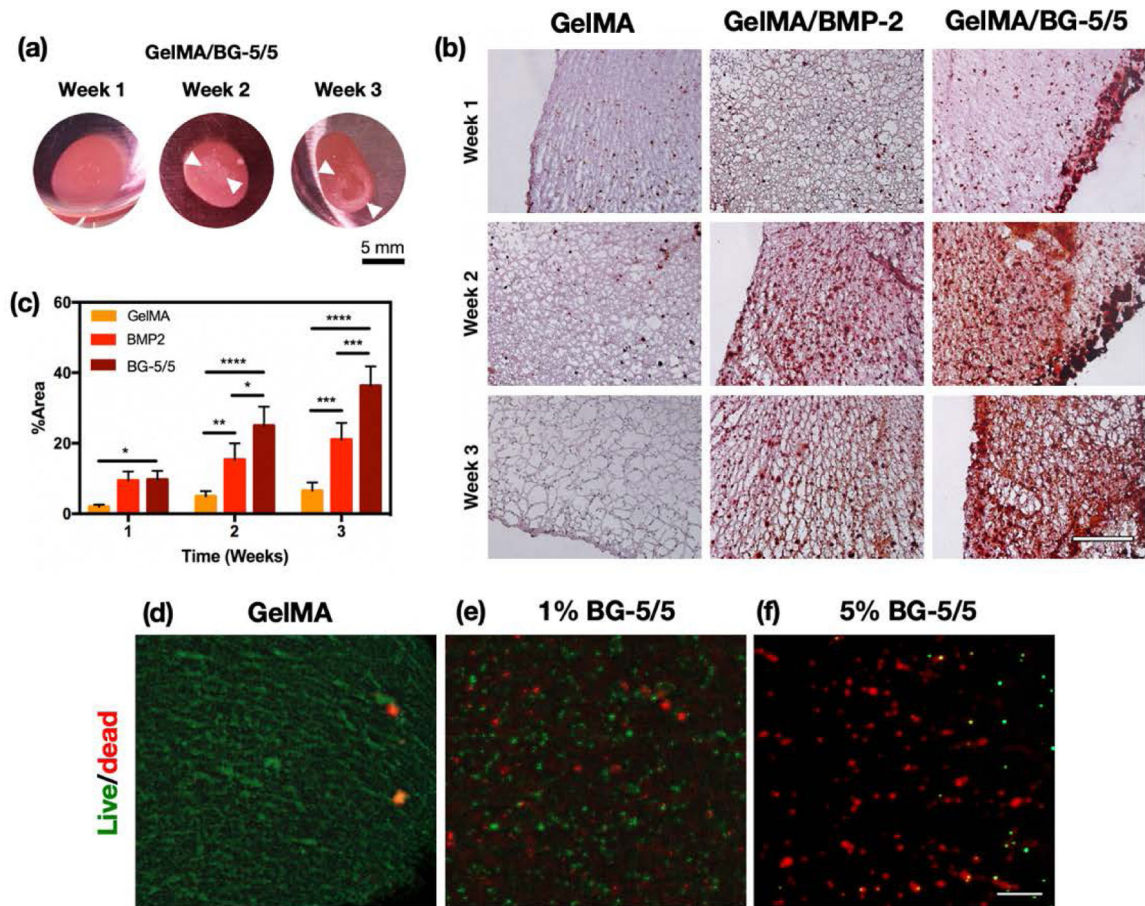 (a)
GelMA/BG-5/5
Week 1 Week 2 Week 3
5 mm
(b)
GelMA GelMA/BMP-2 GelMA/BG-5/5
Week 1
Week 2
Week 3
(c)
60
40
20
0
%Area
GelMA
BMP2
BG-5/5
*
**
****
*
***
****
***
1 2 3
Time (Weeks)
(d) GelMA
(e) 1% BG-5/5
(f) 5% BG-5/5
Live/dead